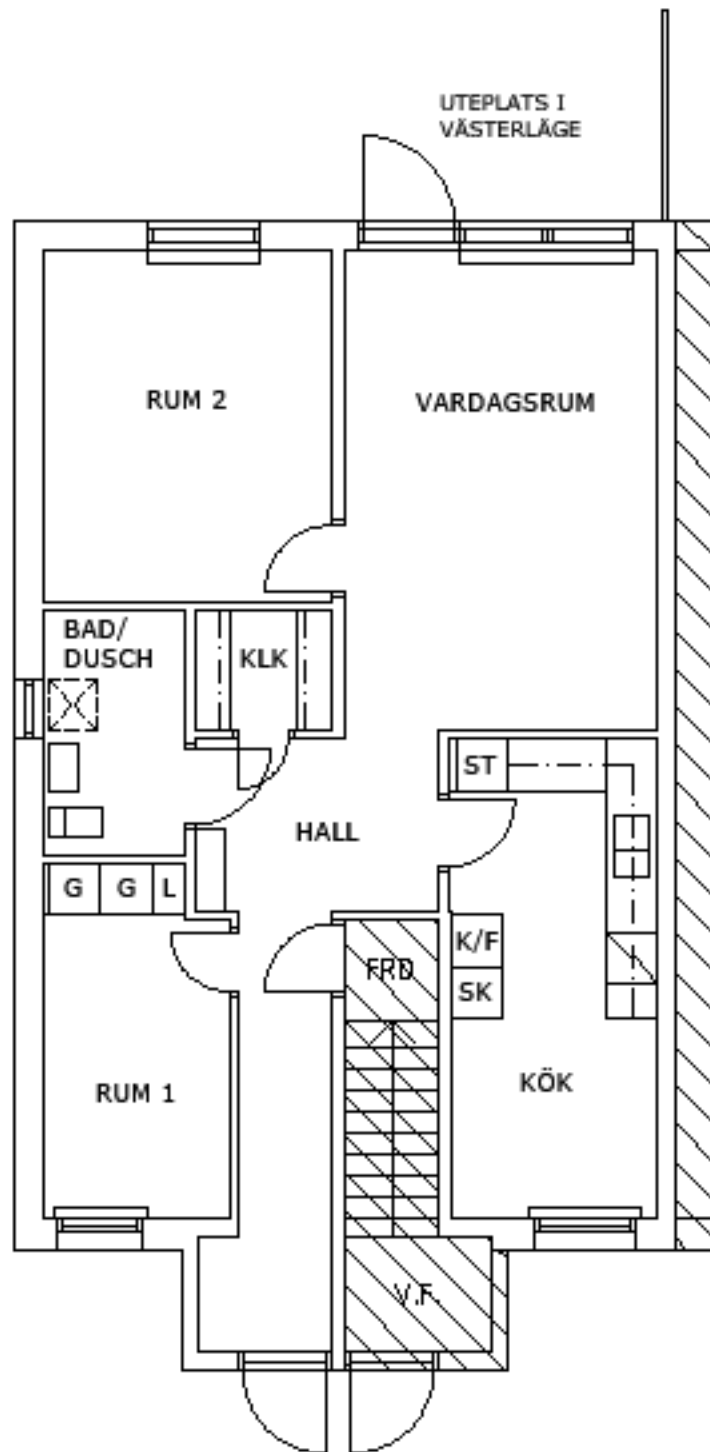 UTEPLATS I
VÄSTERLÄGE
RUM 2
VARDAGSRUM
BAD/
DUSCH
KLK
ST
HALL
G G L
K/F
FRD
SK
KÖK
RUM 1
V.F.